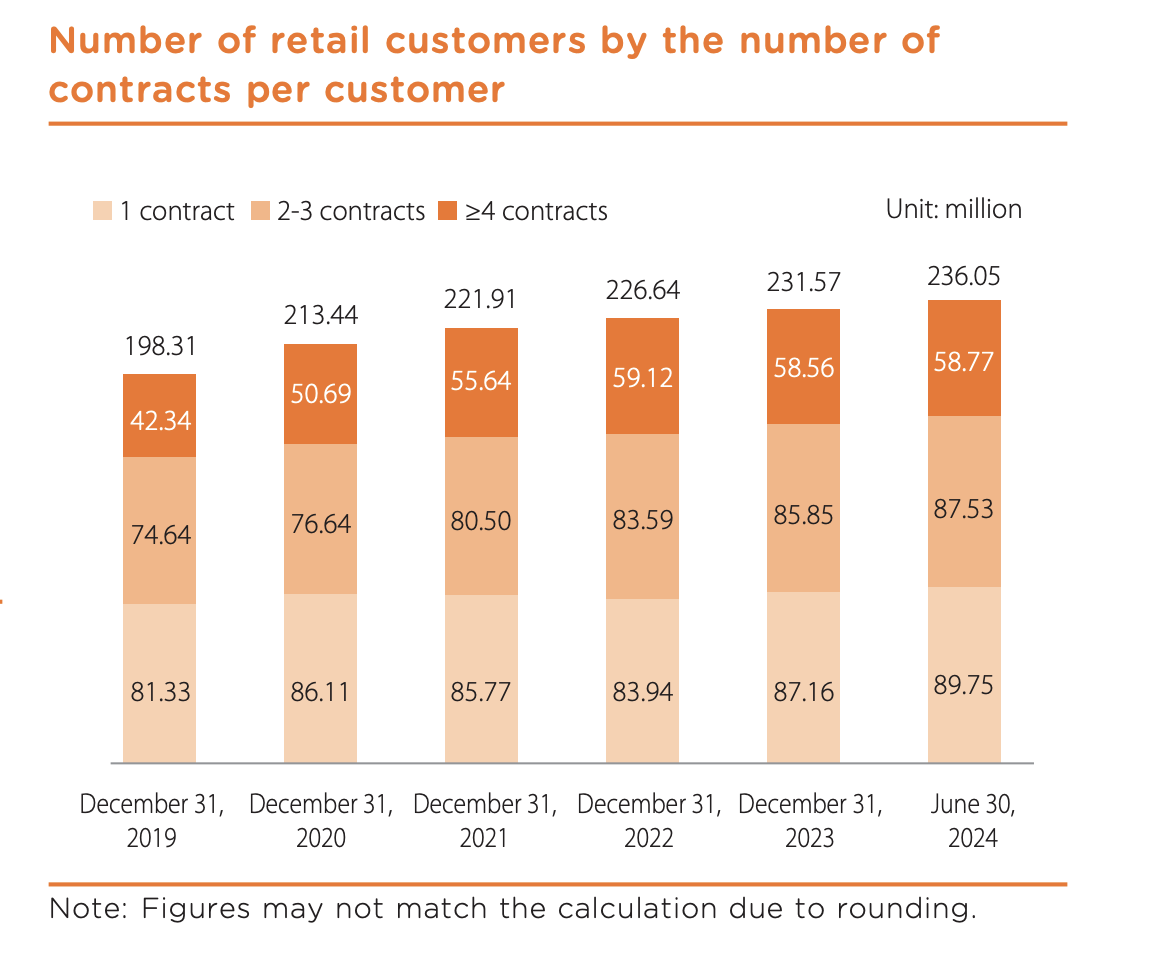 Number of retail customers by the number of
contracts per customer
1 contract 2-3 contracts ≥4 contracts
Unit: million
198.31
213.44
221.91
226.64
231.57
236.05
42.34
50.69
55.64
59.12
58.56
58.77
74.64
76.64
80.50
83.59
85.85
87.53
81.33
86.11
85.77
83.94
87.16
89.75
December 31,
2019
December 31,
2020
December 31,
2021
December 31,
2022
December 31,
2023
June 30,
2024
Note: Figures may not match the calculation due to rounding.